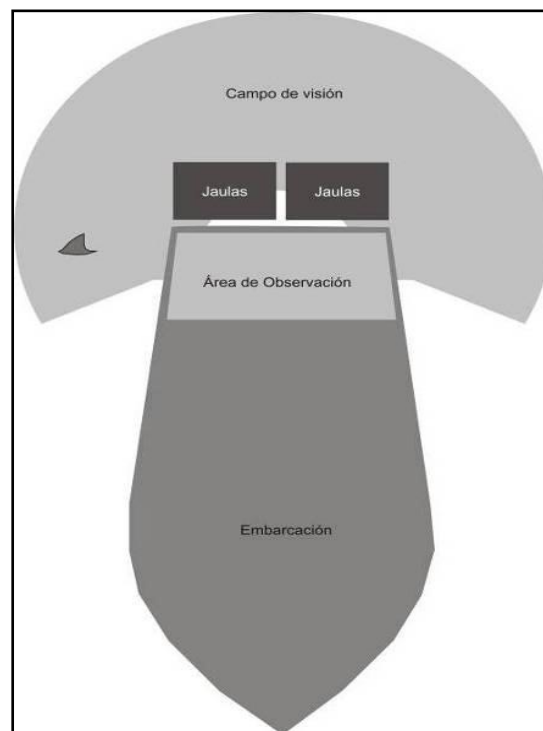 Campo de visión
Jaulas Jaulas
Área de Observación
Embarcación